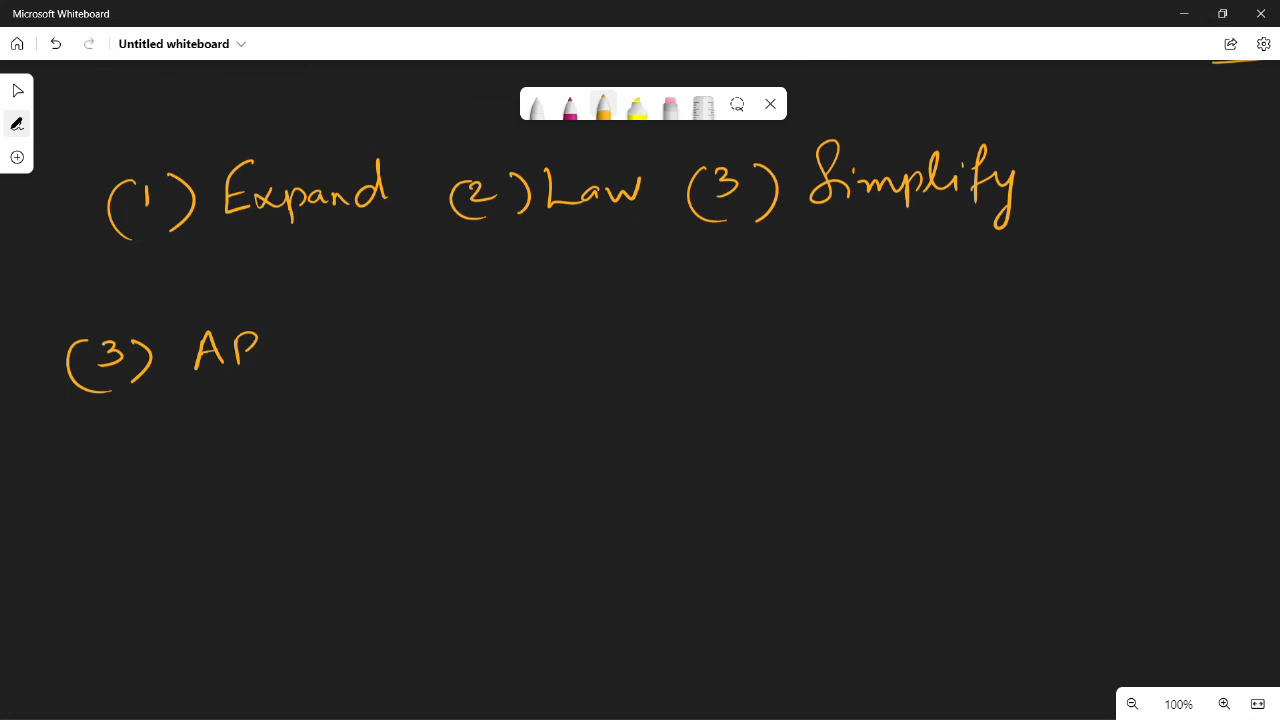 Microsoft Whiteboard
Untitled whiteboard
(1) Expand (2) Law (3) Simplify
(3) AP
100%